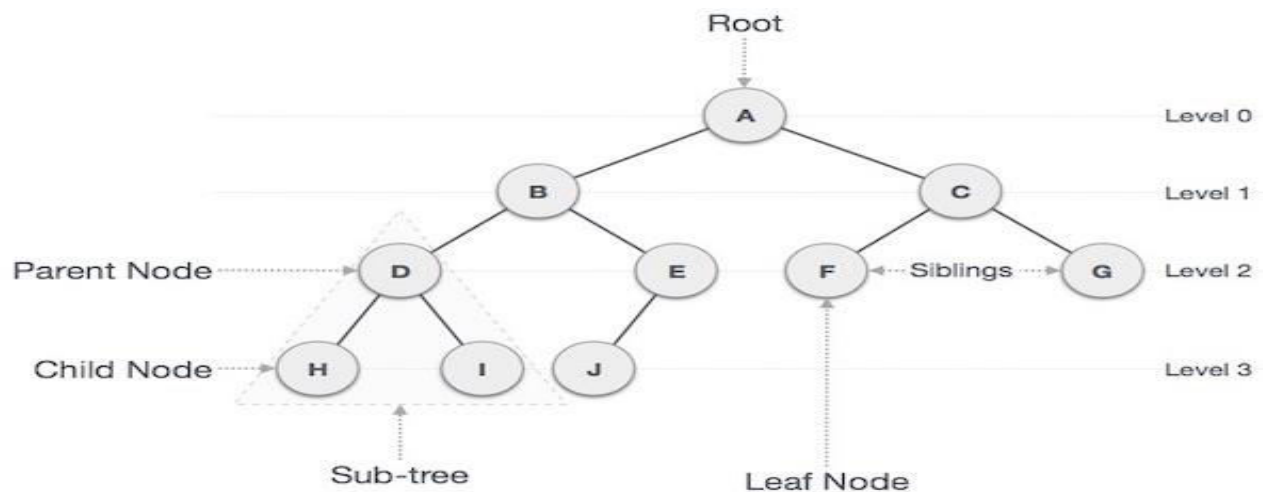 Root
A
Level 0
B
C
Level 1
Parent Node
D
E
F
Siblings
G
Level 2
Child Node
H
I
J
Level 3
Sub-tree
Leaf Node